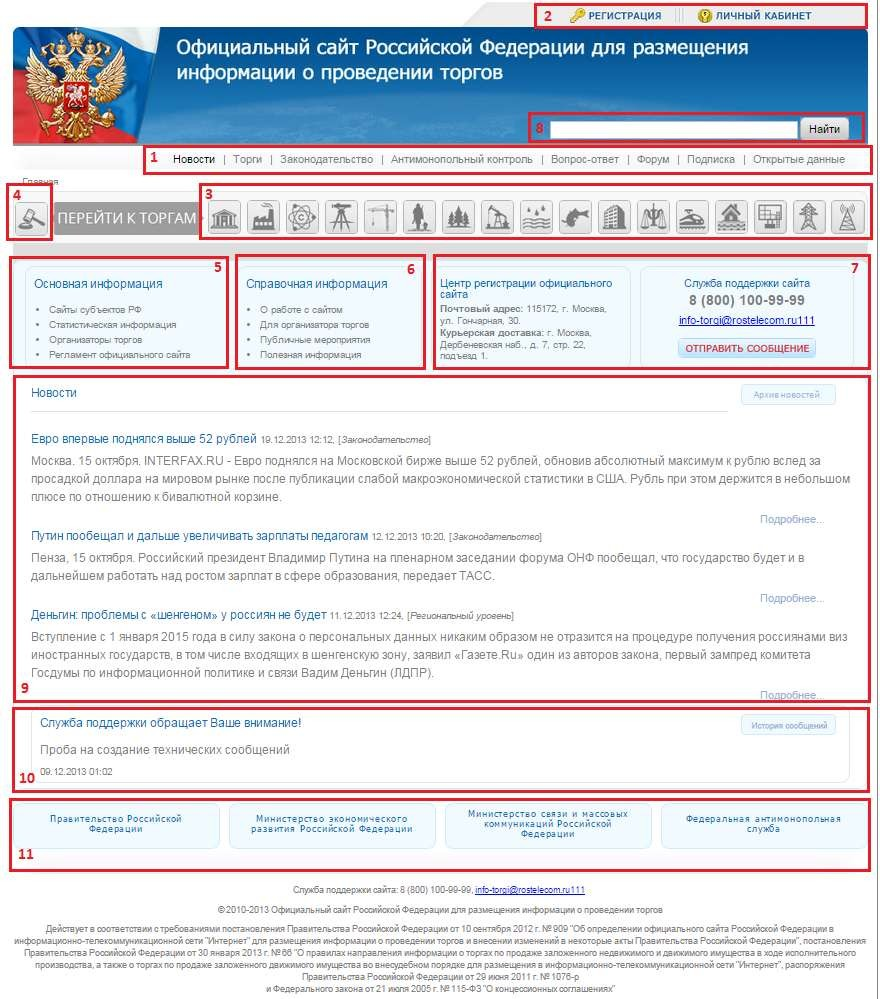 2 РЕГИСТРАЦИЯ ЛИЧНЫЙ КАБИНЕТ
Официальный сайт Российской Федерации для размещения
информации о проведении торгов
8 Найти
1 Новости | Торги | Законодательство | Антимонопольный контроль | Вопрос-ответ | Форум | Подписка | Открытые данные
Главная
4 ПЕРЕЙТИ К ТОРГАМ 3
5
Основная информация
• Сайты субъектов РФ
• Статистическая информация
• Организаторы торгов
• Регламент официального сайта
6
Справочная информация
• О работе с сайтом
• Для организатора торгов
• Публичные мероприятия
• Полезная информация
7
Центр регистрации официального
сайта
Почтовый адрес: 115172, г. Москва,
ул. Гончарная, 30.
Курьерская доставка: г. Москва,
Дербеневская наб., д. 7, стр. 22,
подъезд 1.
Служба поддержки сайта
8 (800) 100-99-99
info-torgi@rostelecom.ru111
ОТПРАВИТЬ СООБЩЕНИЕ
Новости Архив новостей
Евро впервые поднялся выше 52 рублей 19.12.2013 12:12, [Законодательство]
Москва. 15 октября. INTERFAX.RU - Евро поднялся на Московской бирже выше 52 рублей, обновив абсолютный максимум к рублю вслед за
просадкой доллара на мировом рынке после публикации слабой макроэкономической статистики в США. Рубль при этом держится в небольшом
плюсе по отношению к бивалютной корзине.
Подробнее...
Путин пообещал и дальше увеличивать зарплаты педагогам 12.12.2013 10:20, [Законодательство]
Пенза, 15 октября. Российский президент Владимир Путина на пленарном заседании форума ОНФ пообещал, что государство будет и в
дальнейшем работать над ростом зарплат в сфере образования, передает ТАСС.
Подробнее...
Деньгин: проблемы с «шенгеном» у россиян не будет 11.12.2013 12:24, [Региональный уровень]
Вступление с 1 января 2015 года в силу закона о персональных данных никаким образом не отразится на процедуре получения россиянами виз
иностранных государств, в том числе входящих в шенгенскую зону, заявил «Газете.Ru» один из авторов закона, первый зампред комитета
Госдумы по информационной политике и связи Вадим Деньгин (ЛДПР).
9 Подробнее...
Служба поддержки обращает Ваше внимание! История сообщений
Проба на создание технических сообщений
10 09.12.2013 01:02
Правительство Российской
Федерации
Министерство экономического
развития Российской Федерации
Министерство связи и массовых
коммуникаций Российской
Федерации
Федеральная антимонопольная
служба
11
Служба поддержки сайта: 8 (800) 100-99-99, info-torgi@rostelecom.ru111
©2010-2013 Официальный сайт Российской Федерации для размещения информации о проведении торгов
Действует в соответствии с требованиями постановления Правительства Российской Федерации от 10 сентября 2012 г. № 909 "Об определении официального сайта Российской Федерации в
информационно-телекоммуникационной сети "Интернет" для размещения информации о проведении торгов и внесении изменений в некоторые акты Правительства Российской Федерации", постановления
Правительства Российской Федерации от 30 января 2013 г. № 66 "О правилах направления информации о торгах по продаже заложенного недвижимого и движимого имущества в ходе исполнительного
производства, а также о торгах по продаже заложенного движимого имущества во внесудебном порядке для размещения в информационно-телекоммуникационной сети "Интернет", распоряжения
Правительства Российской Федерации от 29 июня 2011 г. № 1076-р
и Федерального закона от 21 июля 2005 г. № 115-ФЗ "О концессионных соглашениях"